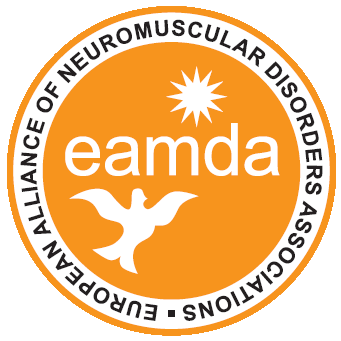 EUROPEAN ALLIANCE OF NEUROMUSCULAR DISORDERS ASSOCIATIONS
eamda